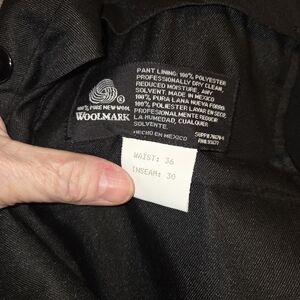 100% PURE NEW WOOL
WOOLMARK
PANT LINING: 100% POLYESTER
PROFESSIONALLY DRY CLEAN,
REDUCED MOISTURE, ANY
SOLVENT. MADE IN MEXICO
100% PURA LANA NUEVA FORRO
100% POLIESTER LAVAR EN SECO
PROFESIONALMENTE REDUCIR
LA HUMEDAD, CUALQUIER
SOLVENTE.
HECHO EN MEXICO
WAIST: 36
INSEAM: 30